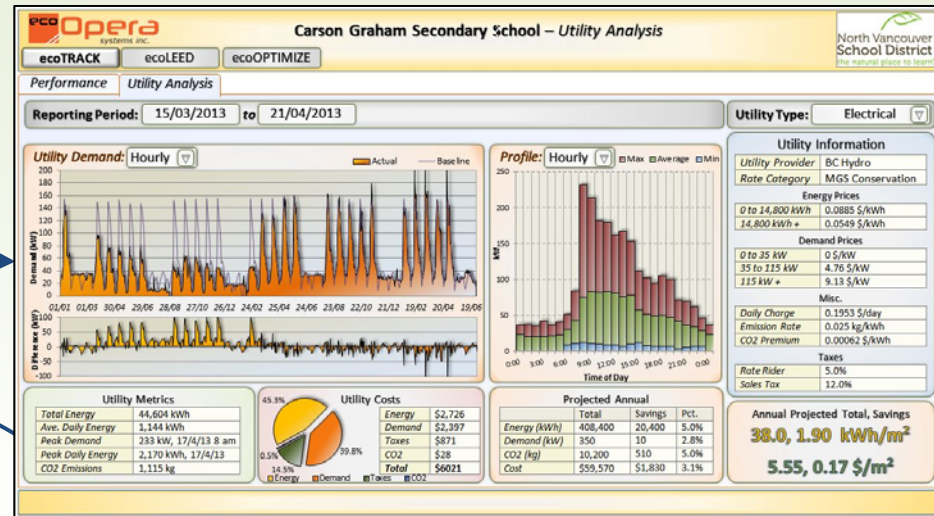 eco Opera
systems inc.
Carson Graham Secondary School – Utility Analysis
North Vancouver
School District
the natural place to learn
ecoTRACK ecoLEED ecoOPTIMIZE
Performance Utility Analysis
Reporting Period: 15/03/2013 to 21/04/2013
Utility Type: Electrical
Utility Demand: Hourly
Actual Baseline
Demand (kW)
200
180
160
140
120
100
80
60
40
20
0
01/01 01/03 30/04 29/06 28/08 27/10 26/12 24/02 25/04 24/06 23/08 22/10 21/12 19/02 20/04 19/06
Difference (kW)
100
50
0
-50
-100
Profile: Hourly
Max Average Min
kW
250
200
150
100
50
0
0:00 3:00 6:00 9:00 12:00 15:00 18:00 21:00 0:00
Time of Day
Utility Information
Utility Provider BC Hydro
Rate Category MGS Conservation
Energy Prices
0 to 14,800 kWh 0.0885 $/kWh
14,800 kWh + 0.0549 $/kWh
Demand Prices
0 to 35 kW 0 $/kW
35 to 115 kW 4.76 $/kW
115 kW + 9.13 $/kW
Misc.
Daily Charge 0.1953 $/day
Emission Rate 0.025 kg/kWh
CO2 Premium 0.00062 $/kWh
Taxes
Rate Rider 5.0%
Sales Tax 12.0%
Utility Metrics
Total Energy 44,604 kWh
Ave. Daily Energy 1,144 kWh
Peak Demand 233 kW, 17/4/13 8 am
Peak Daily Energy 2,170 kWh, 17/4/13
CO2 Emissions 1,115 kg
Utility Costs
45.3%
39.8%
14.5%
0.5%
Energy Demand Taxes CO2
Energy $2,726
Demand $2,397
Taxes $871
CO2 $28
Total $6021
Projected Annual
Total Savings Pct.
Energy (kWh) 408,400 20,400 5.0%
Demand (kW) 350 10 2.8%
CO2 (kg) 10,200 510 5.0%
Cost $59,570 $1,830 3.1%
Annual Projected Total, Savings
38.0, 1.90 kWh/m²
5.55, 0.17 $/m²